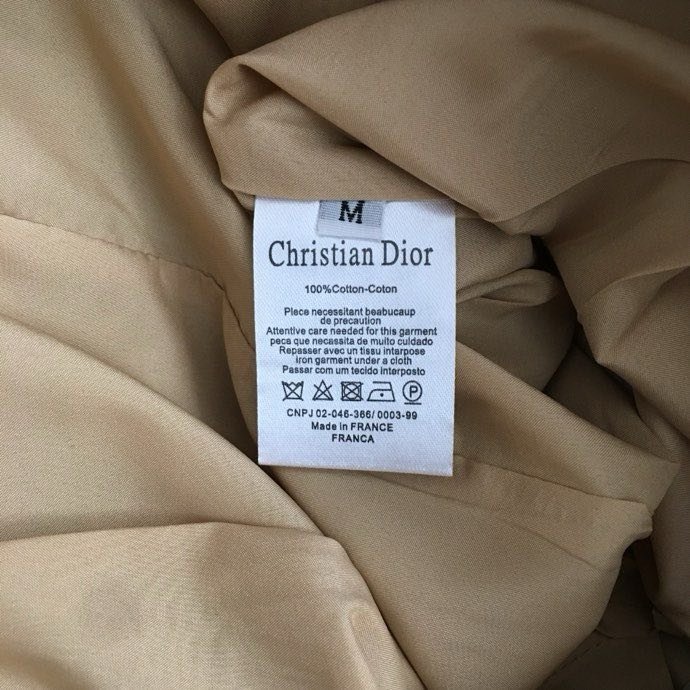 M
Christian Dior
100%Cotton-Coton
Plece necessitant beabucaup
de precaution
Attentive care needed for this garment
peca que necassita de muito culdado
Repasser avec un tissu interpose
iron garment under a cloth
Passar com um tecido interposto
P
CNPJ 02-046-366/ 0003-99
Made in FRANCE
FRANCA